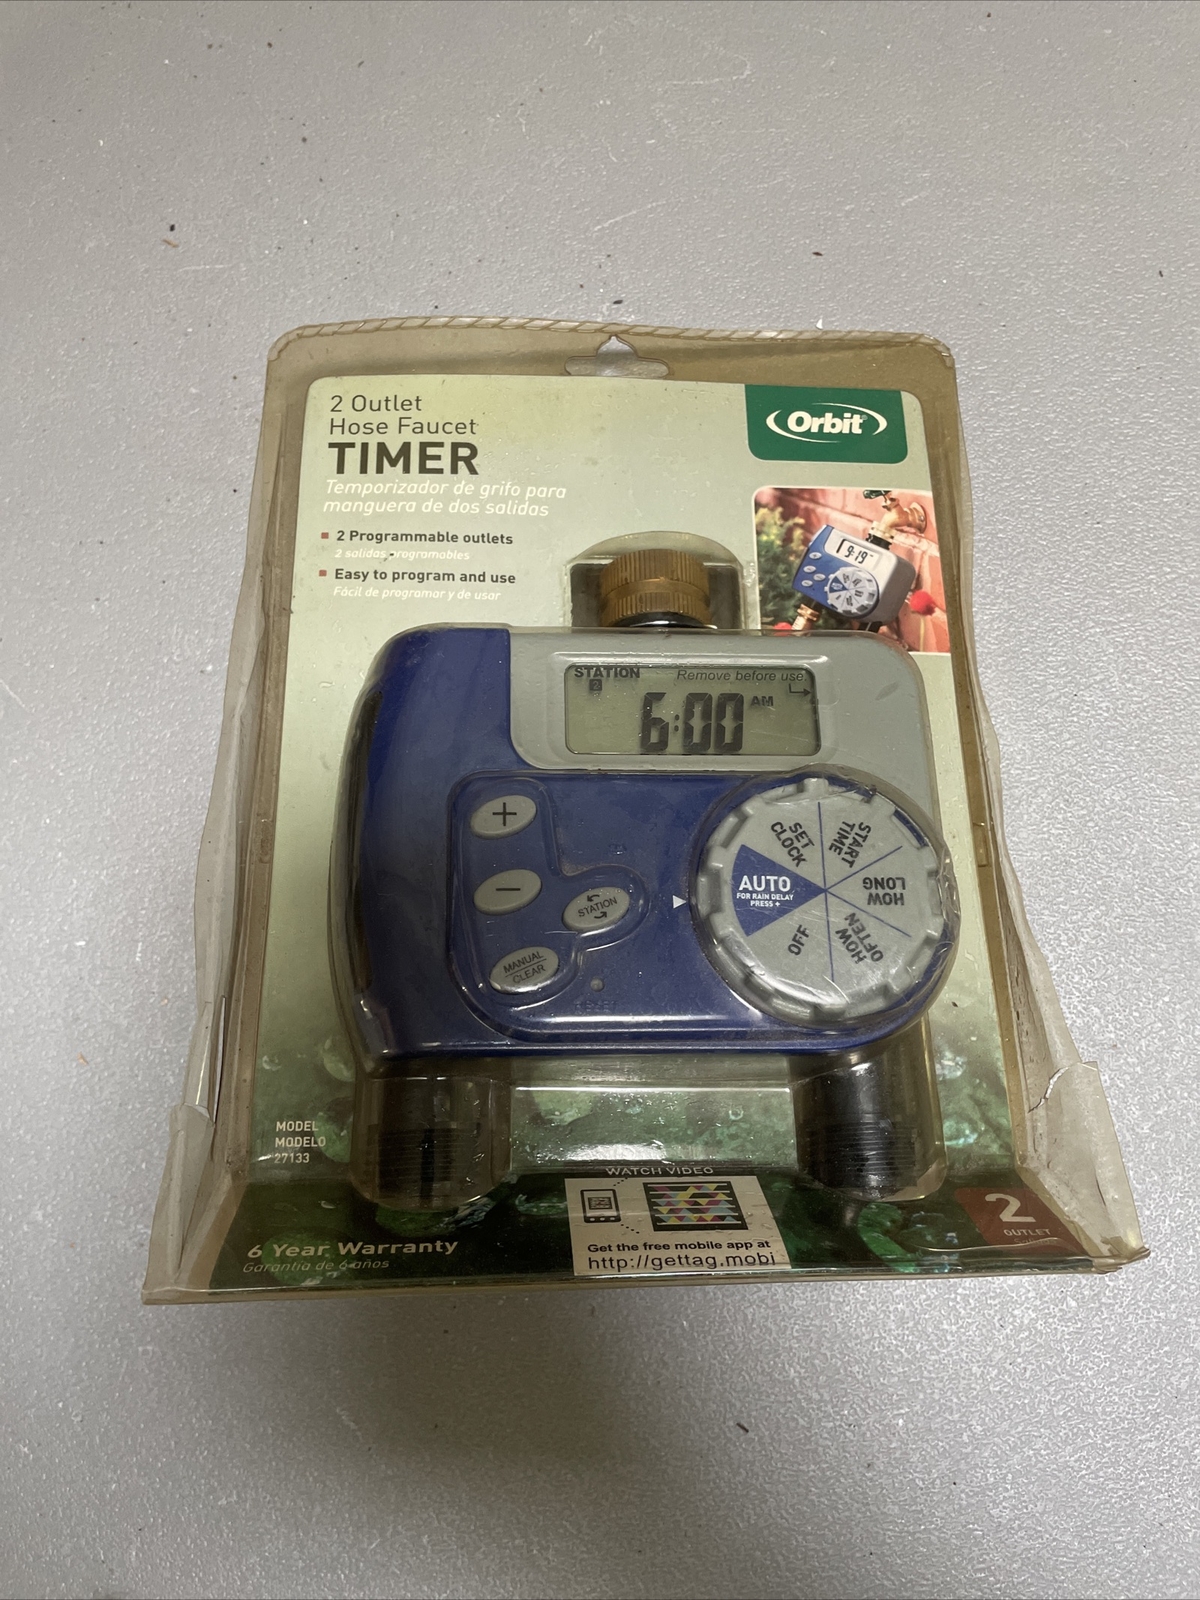 2 Outlet
Hose Faucet
TIMER
Temporizador de grifo para
manguera de dos salidas
2 Programmable outlets
2 salidas programables
Easy to program and use
Fácil de programar y de usar
Orbit
9:19
STATION
2
Remove before use.
6:00 AM
+
−
STATION
MANUAL
CLEAR
RESET
SET
CLOCK
START
TIME
HOW
LONG
HOW
OFTEN
OFF
AUTO
FOR RAIN DELAY
PRESS +
MODEL
MODELO
27133
6 Year Warranty
Garantía de 6 años
WATCH VIDEO
Get the free mobile app at
http://gettag.mobi
2
OUTLET